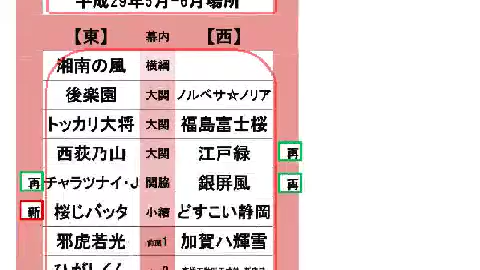 平成29年5月-6月場所
【東】 幕内 【西】
湘南の風 横綱
後楽園 大関 ノルベサ☆ノリア
トッカリ大将 大関 福島富士桜
西荻乃山 大関 江戸緑 再
再 チャラツナイ・J 関脇 銀屏風 再
新 桜じバッタ 小結 どすこい静岡
邪虎若光 前頭1 加賀ハ輝雪